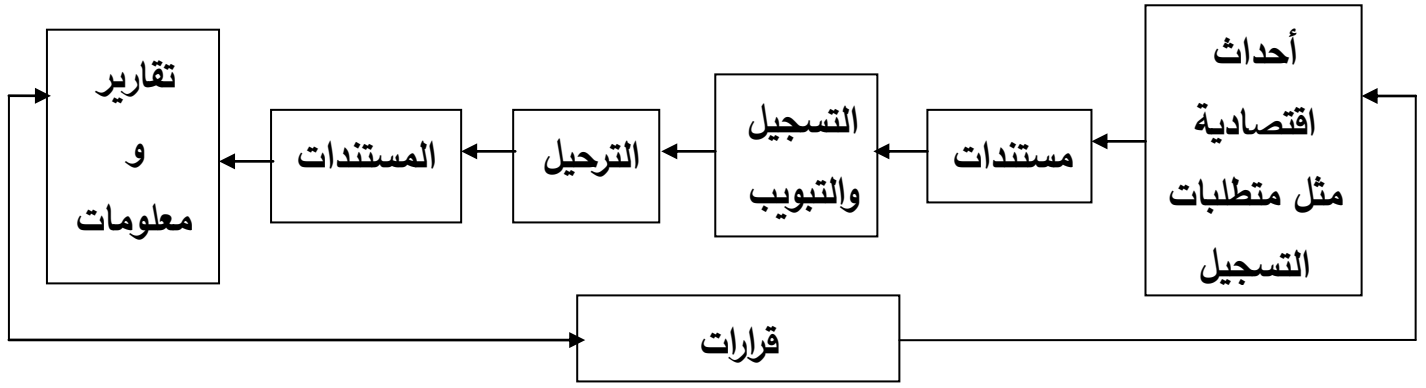 أحداث
اقتصادية
مثل متطلبات
التسجيل
مستندات
التسجيل
والتبويب
الترحيل
المستندات
تقارير
و
معلومات
قرارات